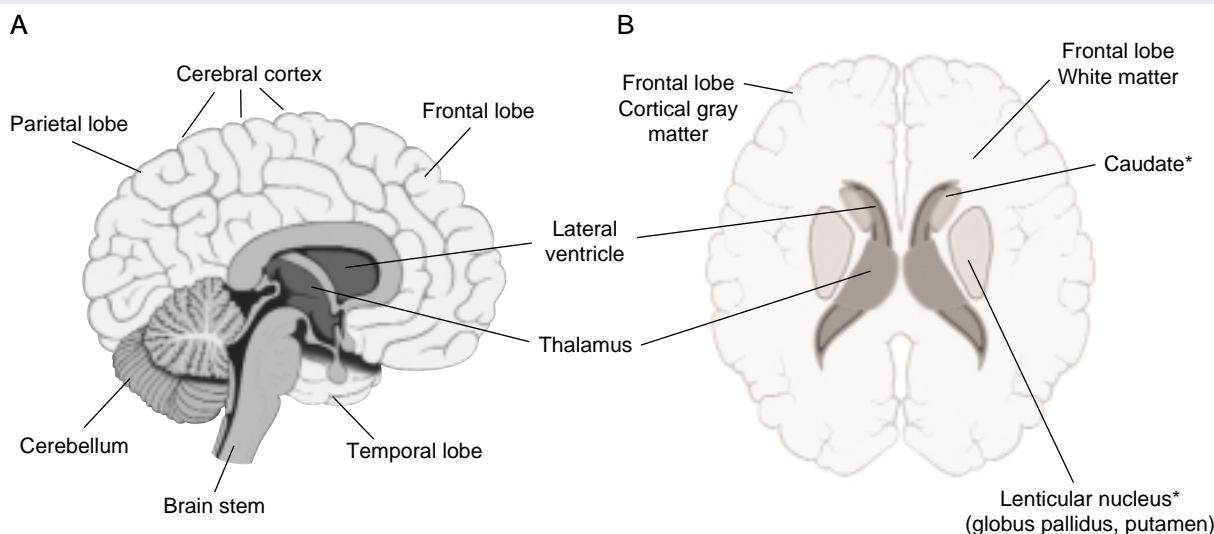 A
Cerebral cortex
Parietal lobe
Frontal lobe
Lateral
ventricle
Thalamus
Cerebellum
Temporal lobe
Brain stem
B
Frontal lobe
Cortical gray
matter
Frontal lobe
White matter
Caudate*
Lenticular nucleus*
(globus pallidus, putamen)